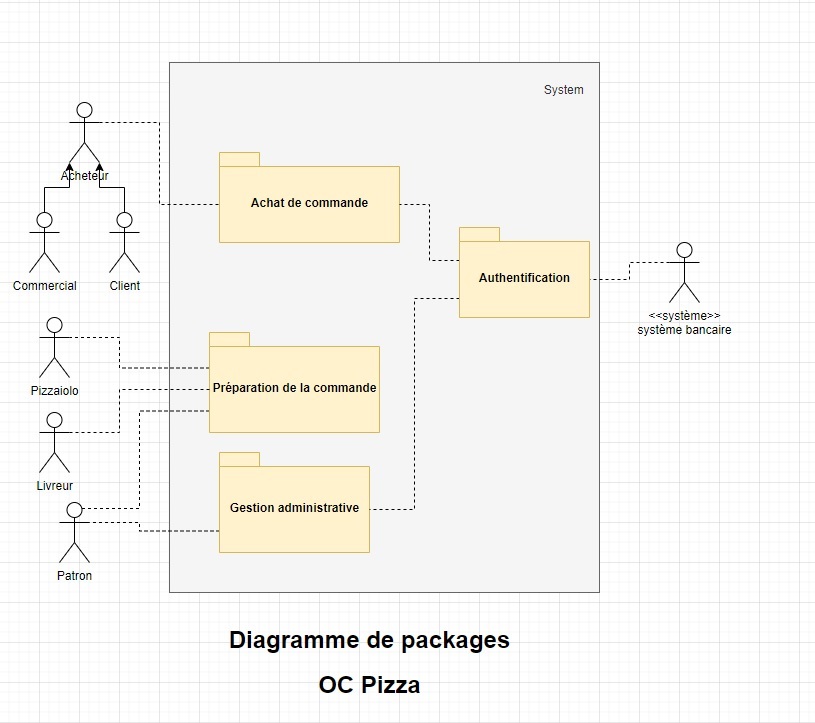 System
Acheteur
Achat de commande
Commercial
Client
Authentification
<<système>>
système bancaire
Pizzaiolo
Préparation de la commande
Livreur
Gestion administrative
Patron
Diagramme de packages
OC Pizza